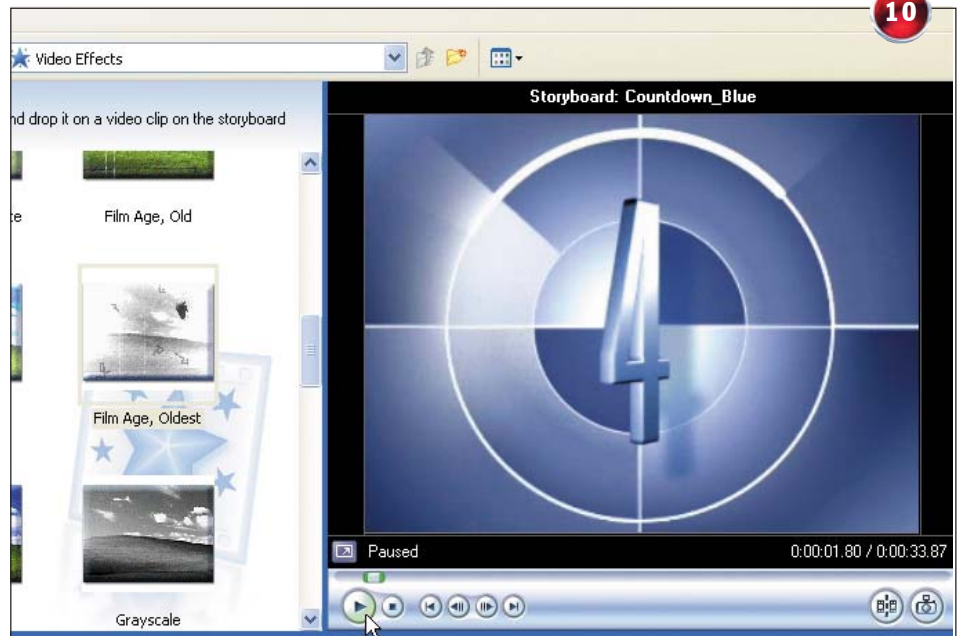 10
Video Effects
nd drop it on a video clip on the storyboard
te
Film Age, Old
Film Age, Oldest
Grayscale
Storyboard: Countdown_Blue
4
Paused
0:00:01.80 / 0:00:33.87